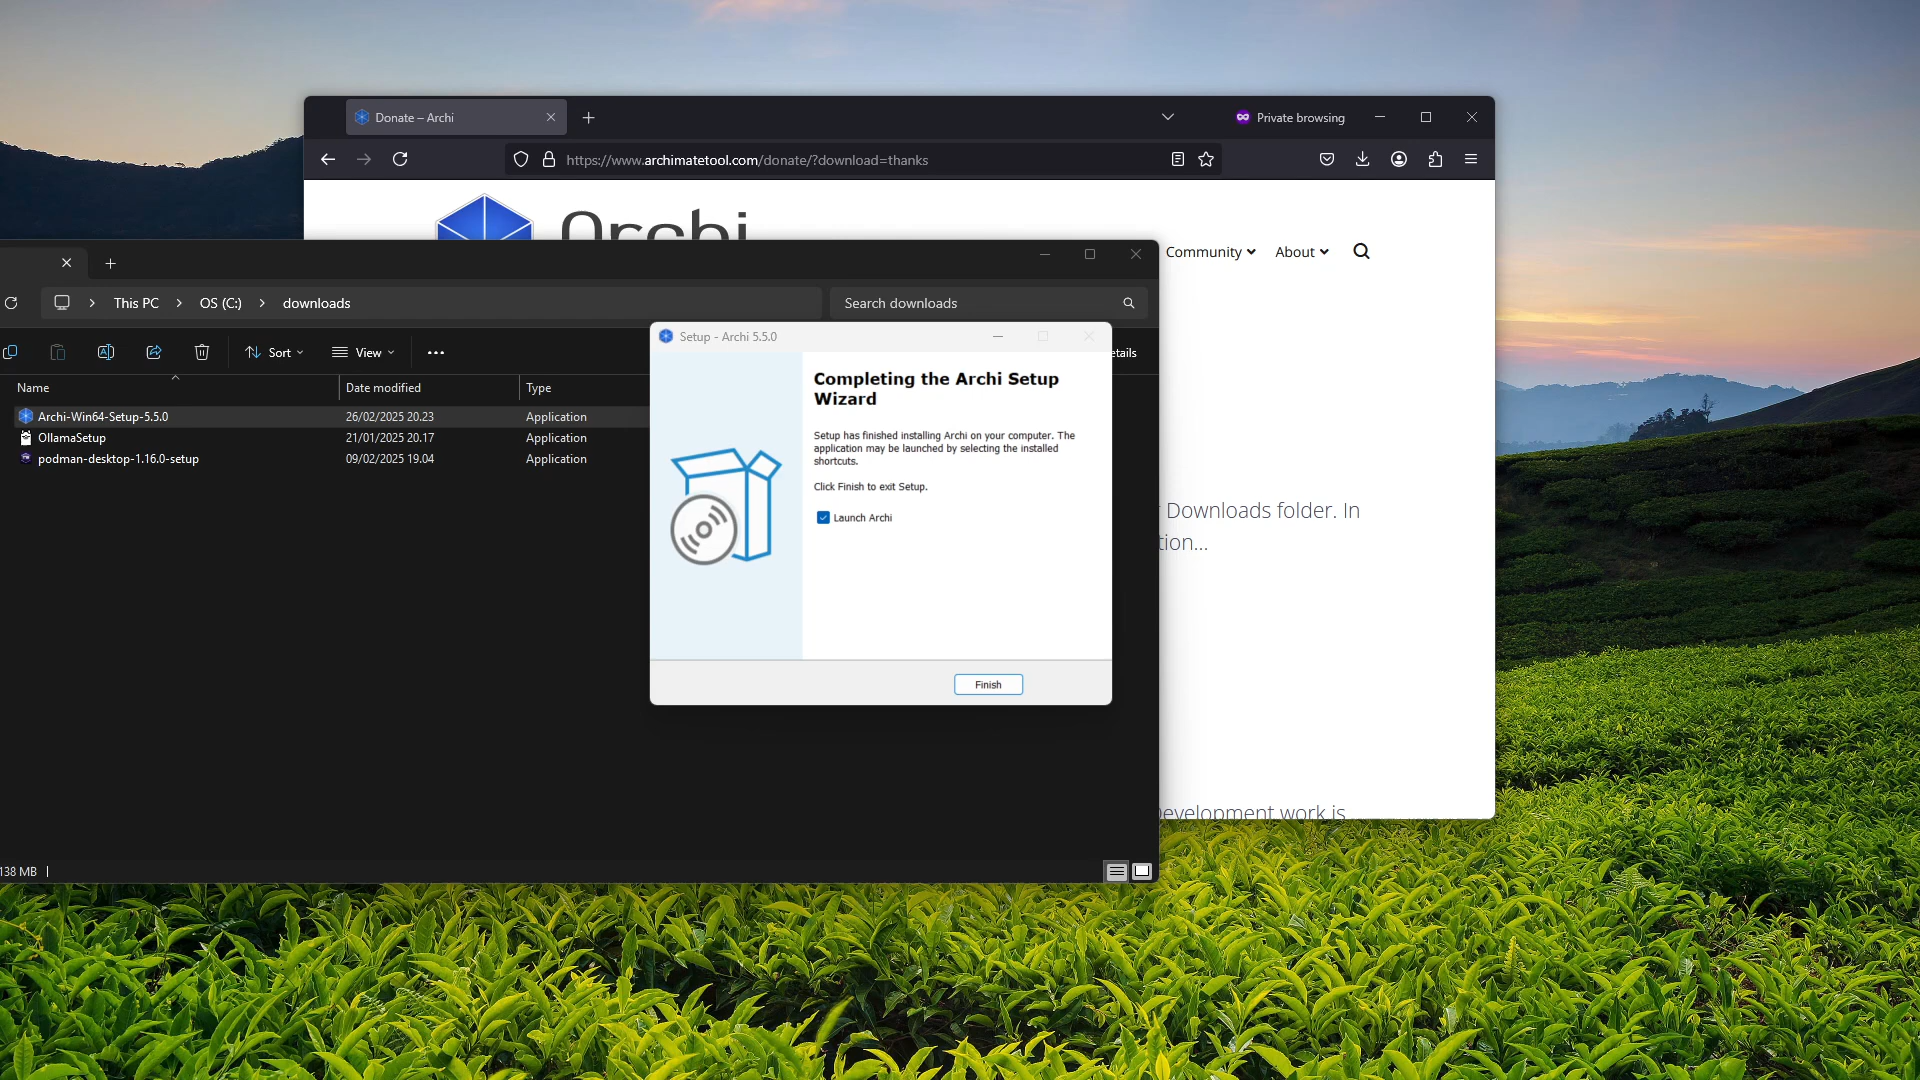 Donate – Archi
Private browsing
https://www.archimatetool.com/donate/?download=thanks
Archi
Community
About
This PC
OS (C:)
downloads
Search downloads
Sort
View
etails
Name
Date modified
Type
Archi-Win64-Setup-5.5.0
26/02/2025 20.23
Application
OllamaSetup
21/01/2025 20.17
Application
podman-desktop-1.16.0-setup
09/02/2025 19.04
Application
Setup - Archi 5.5.0
Completing the Archi Setup
Wizard
Setup has finished installing Archi on your computer. The
application may be launched by selecting the installed
shortcuts.
Click Finish to exit Setup.
Launch Archi
Finish
Downloads folder. In
tion...
Development work is
138 MB